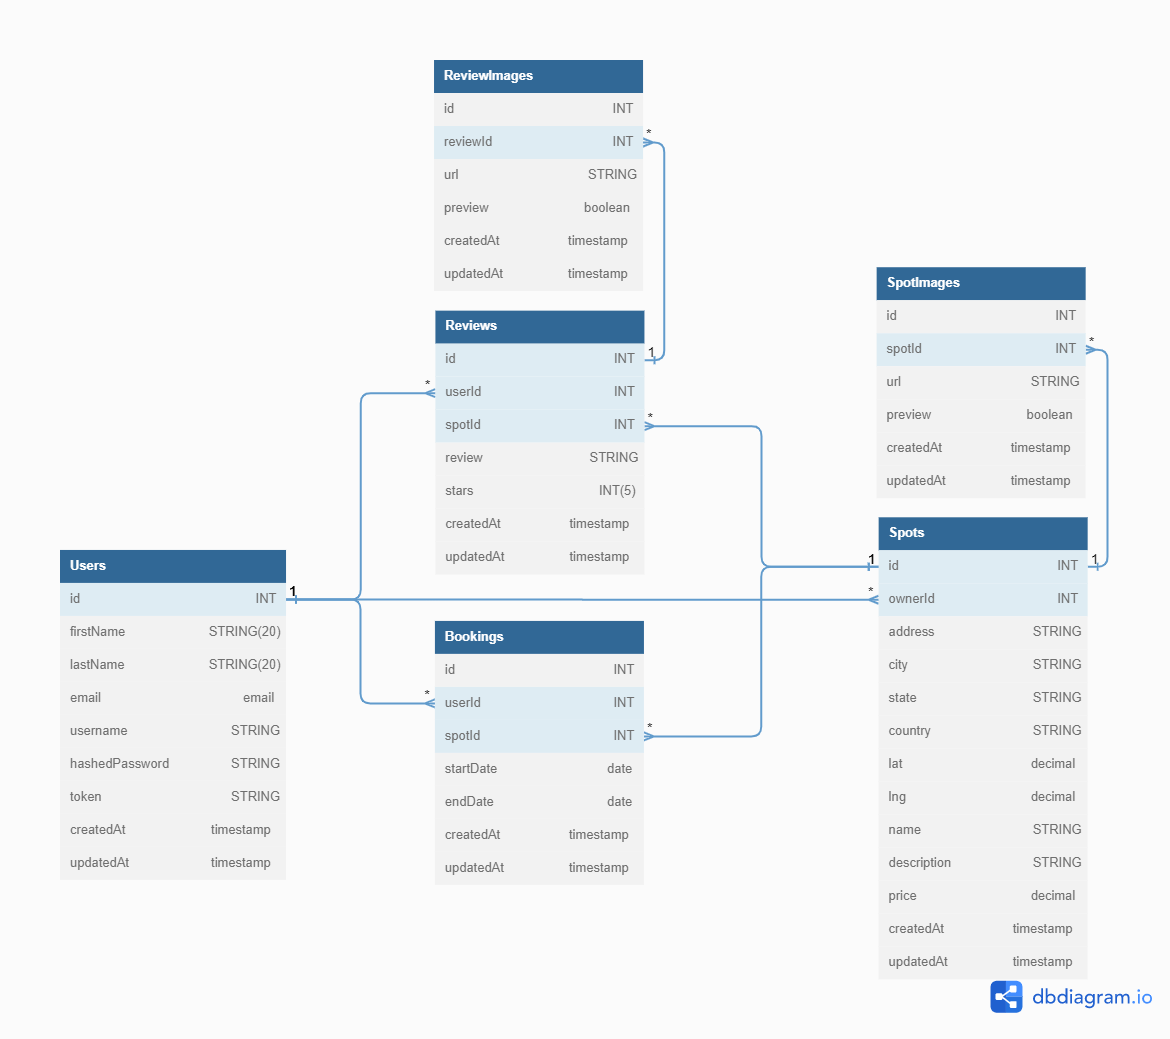 ReviewImages
id INT
reviewId INT
url STRING
preview boolean
createdAt timestamp
updatedAt timestamp
*
1
Reviews
id INT
userId INT
spotId INT
review STRING
stars INT(5)
createdAt timestamp
updatedAt timestamp
*
*
SpotImages
id INT
spotId INT
url STRING
preview boolean
createdAt timestamp
updatedAt timestamp
*
1
Users
id INT
firstName STRING(20)
lastName STRING(20)
email email
username STRING
hashedPassword STRING
token STRING
createdAt timestamp
updatedAt timestamp
1
Bookings
id INT
userId INT
spotId INT
startDate date
endDate date
createdAt timestamp
updatedAt timestamp
*
*
Spots
id INT
ownerId INT
address STRING
city STRING
state STRING
country STRING
lat decimal
lng decimal
name STRING
description STRING
price decimal
createdAt timestamp
updatedAt timestamp
1
*
dbdiagram.io